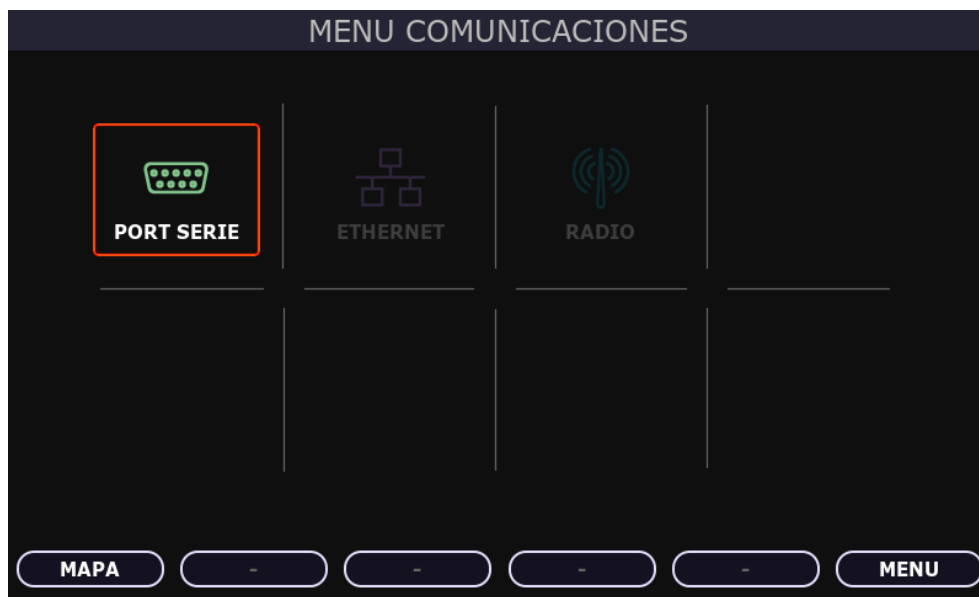 MENU COMUNICACIONES
PORT SERIE
ETHERNET
RADIO
MAPA
-
-
-
-
MENU